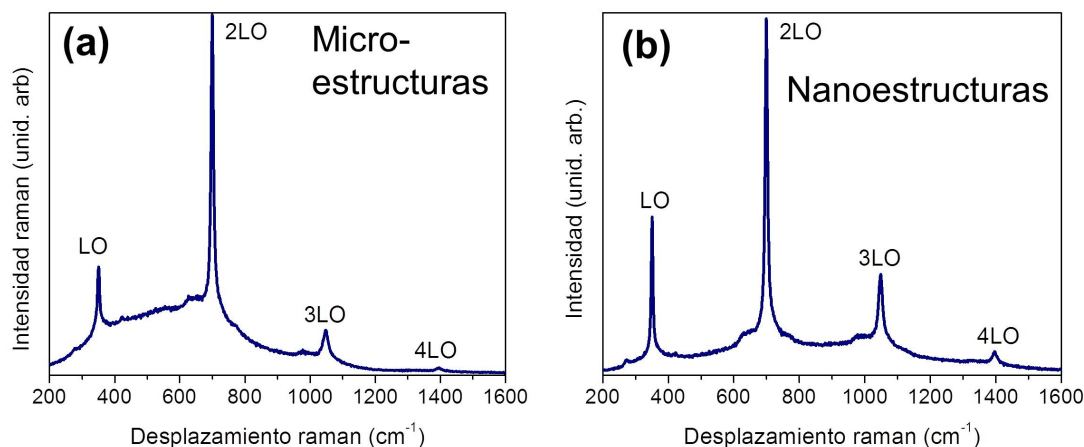 (a)
Micro-
estructuras
2LO
LO
3LO
4LO
Intensidad raman (unid. arb)
200 400 600 800 1000 1200 1400 1600
Desplazamiento raman (cm⁻¹)
(b)
Nanoestructuras
2LO
LO
3LO
4LO
Intensidad (unid. arb.)
200 400 600 800 1000 1200 1400 1600
Desplazamiento raman (cm⁻¹)